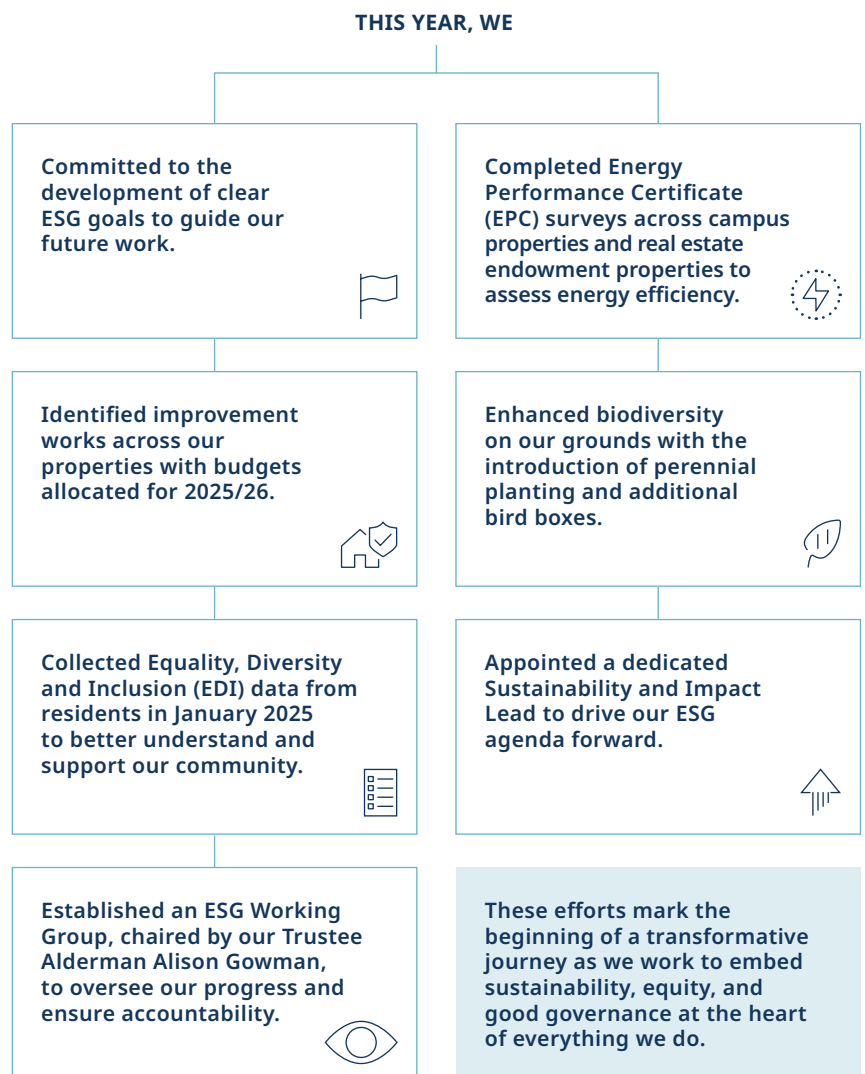 THIS YEAR, WE
Committed to the
development of clear
ESG goals to guide our
future work.
Completed Energy
Performance Certificate
(EPC) surveys across campus
properties and real estate
endowment properties to
assess energy efficiency.
Identified improvement
works across our
properties with budgets
allocated for 2025/26.
Enhanced biodiversity
on our grounds with the
introduction of perennial
planting and additional
bird boxes.
Collected Equality, Diversity
and Inclusion (EDI) data from
residents in January 2025
to better understand and
support our community.
Appointed a dedicated
Sustainability and Impact
Lead to drive our ESG
agenda forward.
Established an ESG Working
Group, chaired by our Trustee
Alderman Alison Gowman,
to oversee our progress and
ensure accountability.
These efforts mark the
beginning of a transformative
journey as we work to embed
sustainability, equity, and
good governance at the heart
of everything we do.